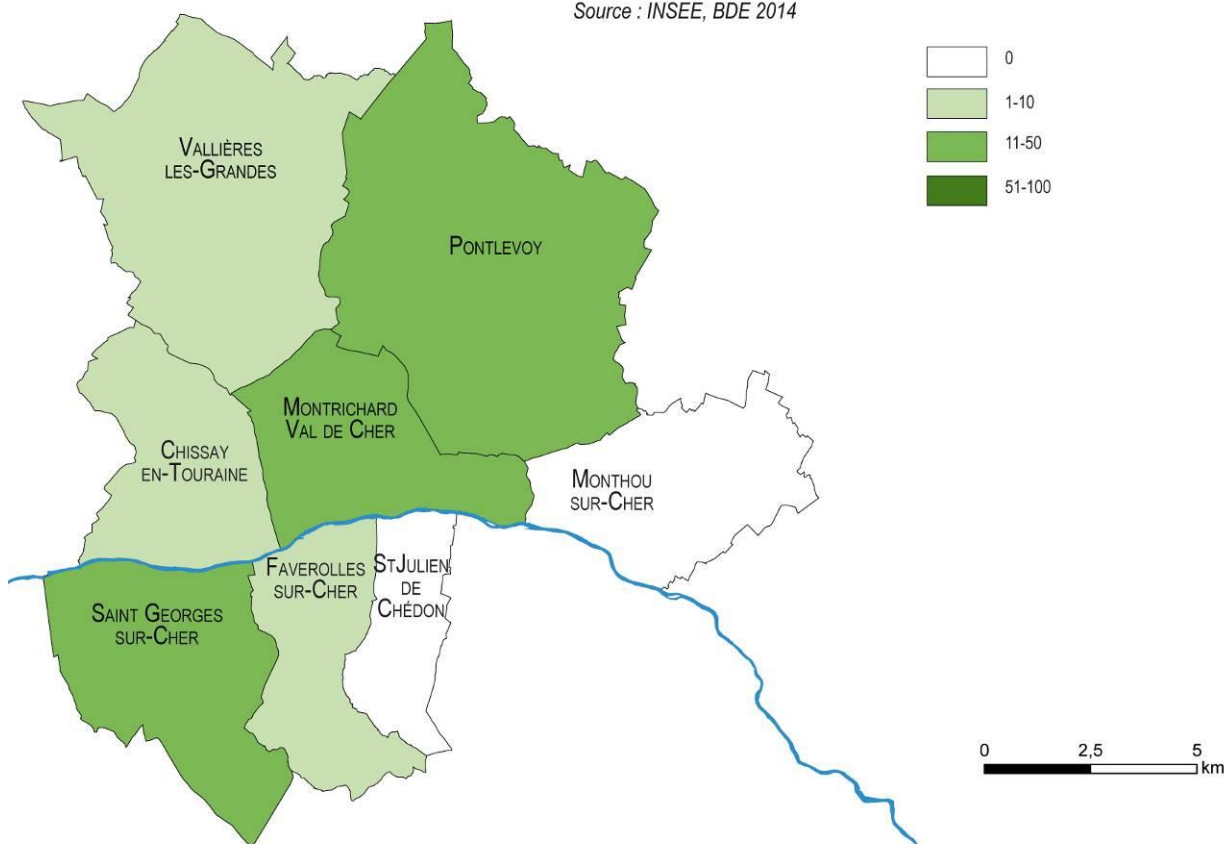 Source : INSEE, BDE 2014
0
1-10
11-50
51-100
Vallières
les-Grandes
Pontlevoy
Montrichard
Val de Cher
Chissay
en-Touraine
Monthou
sur-Cher
Faverolles
sur-Cher
St Julien
de
Chédon
Saint Georges
sur-Cher
0 2,5 5
km